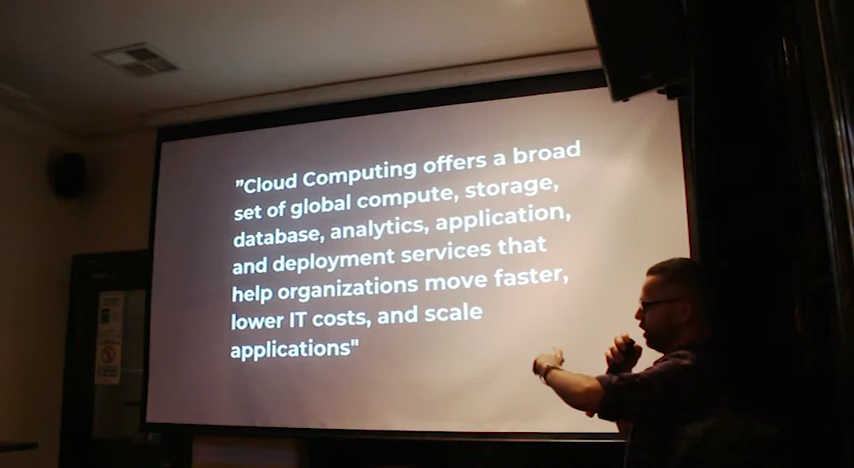 "Cloud Computing offers a broad
set of global compute, storage,
database, analytics, application,
and deployment services that
help organizations move faster,
lower IT costs, and scale
applications"